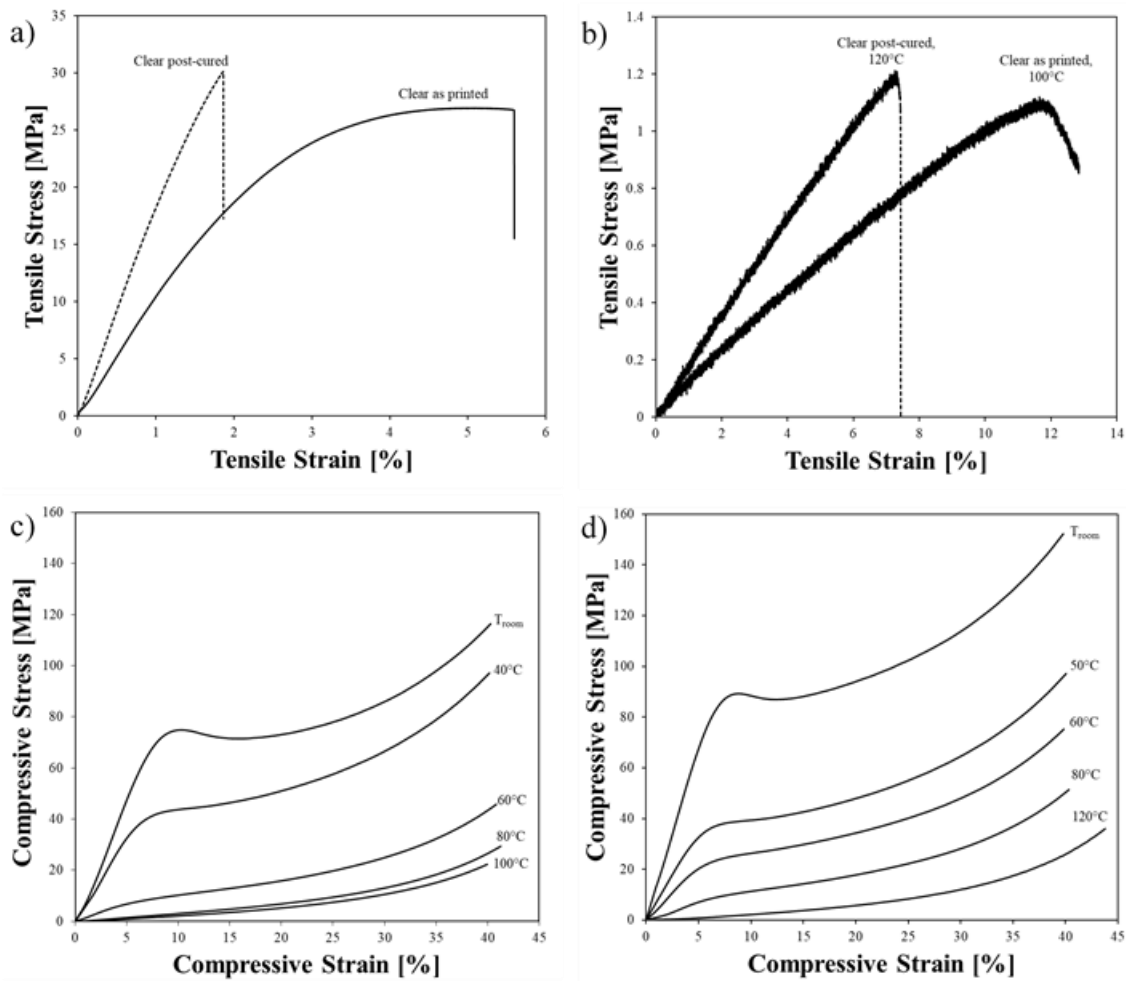 a)
35
30
25
20
15
10
5
0
0 1 2 3 4 5 6
Tensile Stress [MPa]
Tensile Strain [%]
Clear post-cured
Clear as printed
b)
1.4
1.2
1
0.8
0.6
0.4
0.2
0
0 2 4 6 8 10 12 14
Tensile Stress [MPa]
Tensile Strain [%]
Clear post-cured,
120°C
Clear as printed,
100°C
c)
160
140
120
100
80
60
40
20
0
0 5 10 15 20 25 30 35 40 45
Compressive Stress [MPa]
Compressive Strain [%]
Troom
40°C
60°C
80°C
100°C
d)
160
140
120
100
80
60
40
20
0
0 5 10 15 20 25 30 35 40 45
Compressive Stress [MPa]
Compressive Strain [%]
Troom
50°C
60°C
80°C
120°C